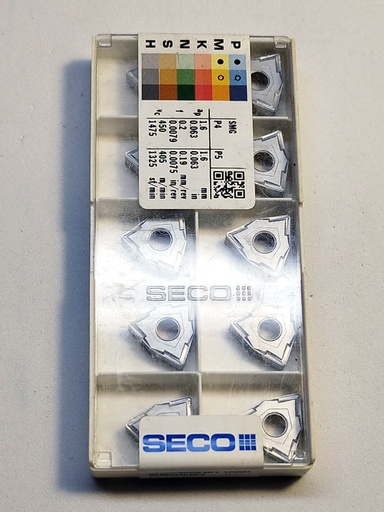 P
M
K
N
S
H
SMG
P4 P5
ap 1.6 1.6 mm
0.063 0.063 in
f 0.2 0.19 mm/rev
0.0079 0.0075 in/rev
vc 450 405 m/min
1475 1325 sf/min
SECO
SECO